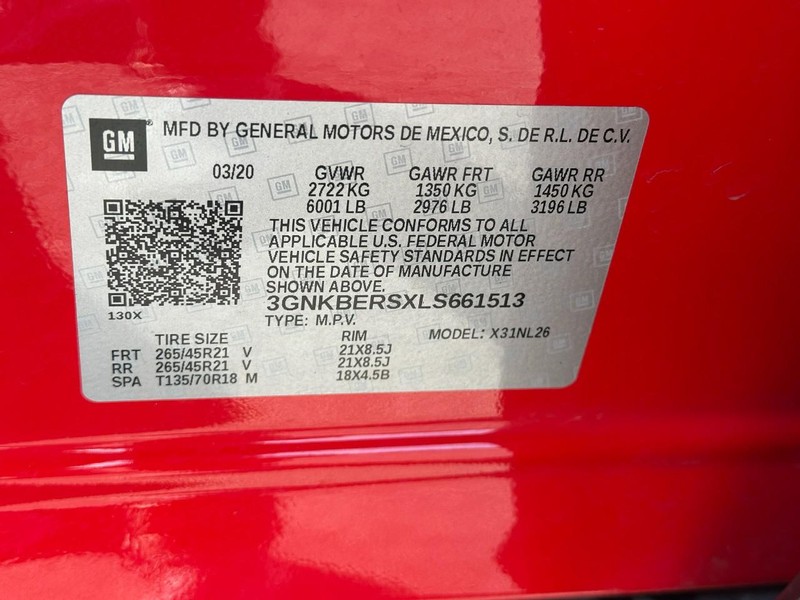 GM ® MFD BY GENERAL MOTORS DE MEXICO, S. DE R.L. DE C.V.
03/20 GVWR GAWR FRT GAWR RR
2722 KG 1350 KG 1450 KG
6001 LB 2976 LB 3196 LB
THIS VEHICLE CONFORMS TO ALL
APPLICABLE U.S. FEDERAL MOTOR
VEHICLE SAFETY STANDARDS IN EFFECT
ON THE DATE OF MANUFACTURE
SHOWN ABOVE.
3GNKBERSXLS661513
130X
TYPE: M.P.V. MODEL: X31NL26
TIRE SIZE RIM
FRT 265/45R21 V 21X8.5J
RR 265/45R21 V 21X8.5J
SPA T135/70R18 M 18X4.5B